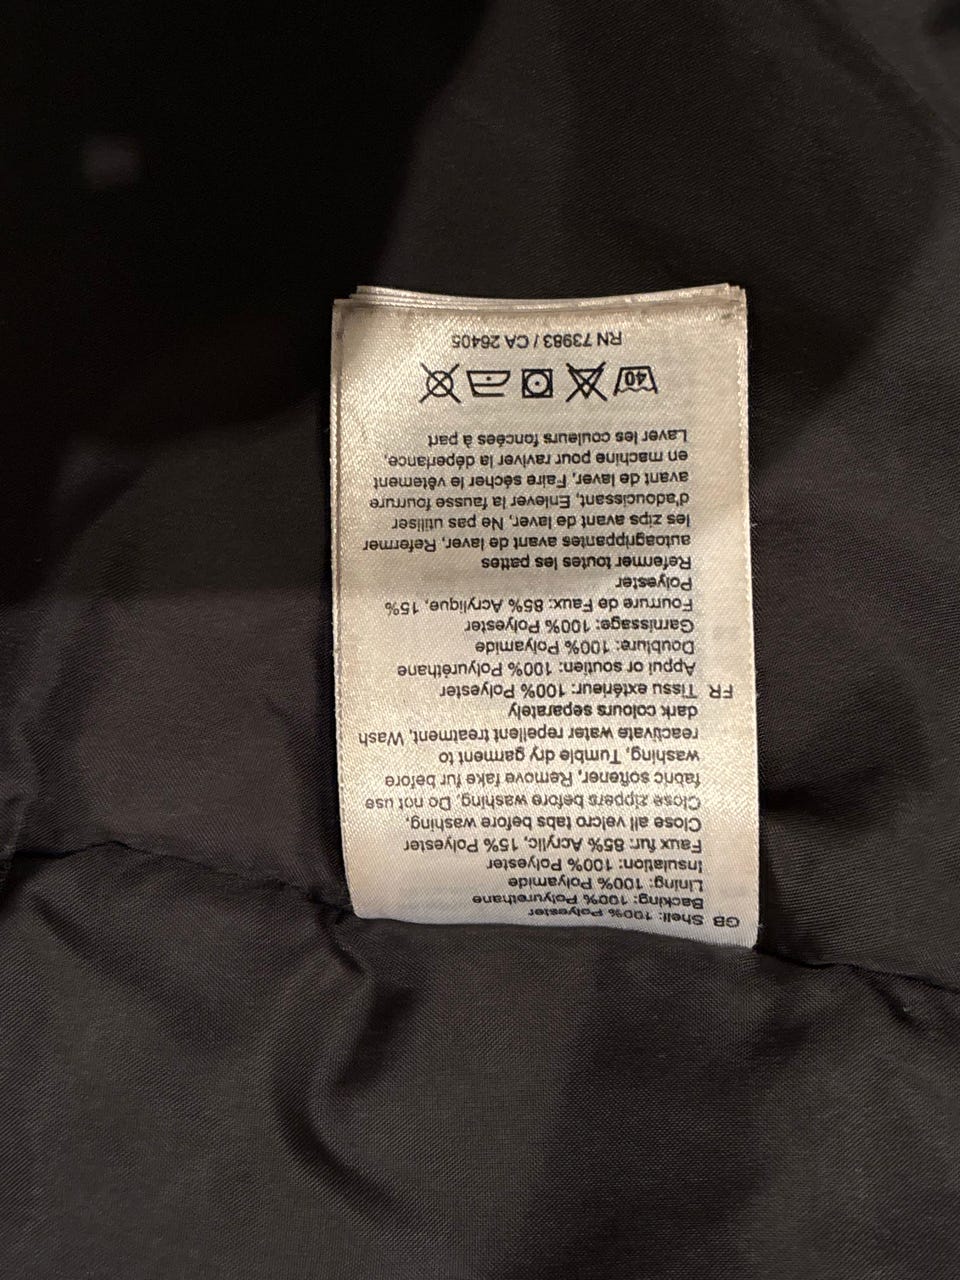 GB Shell: 100% Polyester
Backing: 100% Polyurethane
Lining: 100% Polyamide
Insulation: 100% Polyester
Faux fur: 85% Acrylic, 15% Polyester
Close all velcro tabs before washing,
Close zippers before washing, Do not use
fabric softener, Remove fake fur before
washing, Tumble dry garment to
reactivate water repellent treatment, Wash
dark colours separately
FR Tissu extérieur: 100% Polyester
Appui or soutien: 100% Polyuréthane
Doublure: 100% Polyamide
Garnissage: 100% Polyester
Fourrure de Faux: 85% Acrylique, 15%
Polyester
Refermer toutes les pattes
autoagrippantes avant de laver, Refermer
les zips avant de laver, Ne pas utiliser
d'adoucissant, Enlever la fausse fourrure
avant de laver, Faire sécher le vêtement
en machine pour raviver la déperlance,
Laver les couleurs foncées à part
40
RN 73983 / CA 26405